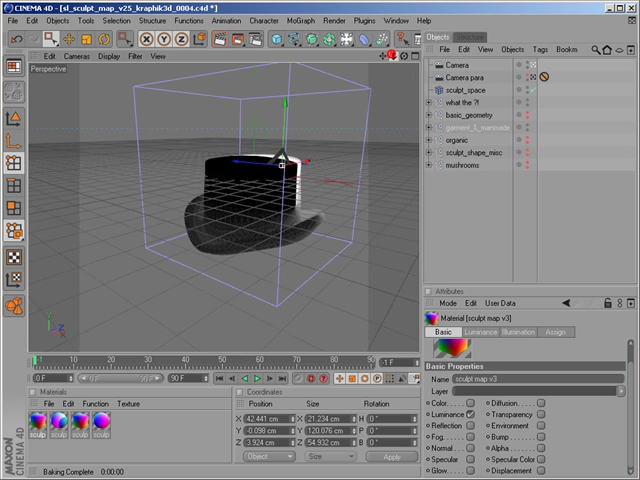 CINEMA 4D - [sl_sculpt_map_v25_kraphik3d_0004.c4d *]
File Edit Objects Tools Selection Structure Functions Animation Character MoGraph Render Plugins Window Help
Objects Structure
File Edit View Objects Tags Bookm
Edit Cameras Display Filter View
Perspective
Camera
Camera para
sculpt_space
what the ?!
basic_geometry
organic
sculpt_shape_misc
mushrooms
Attributes
Mode Edit User Data
Material [sculpt map v3]
Basic Luminance Illumination Assign
Basic Properties
Name sculpt map v3
Layer
Color Diffusion
Luminance Transparency
Reflection Environment
Fog Bump
Normal Alpha
Specular Specular Color
Glow Displacement
-1 10 20 30 40 50 60 70 80 90 -1 F
0 F 90 F 90 F
Materials
File Edit Function Texture
sculp sculp sculp sculp
Coordinates
Position Size Rotation
X 42.441 cm X 21.234 cm P 0 °
Y -0.098 cm Y 120.076 cm P 0 °
Z 3.924 cm Z 54.932 cm B 0 °
Object Size Apply
MAXON CINEMA 4D
Baking Complete 0:00:00